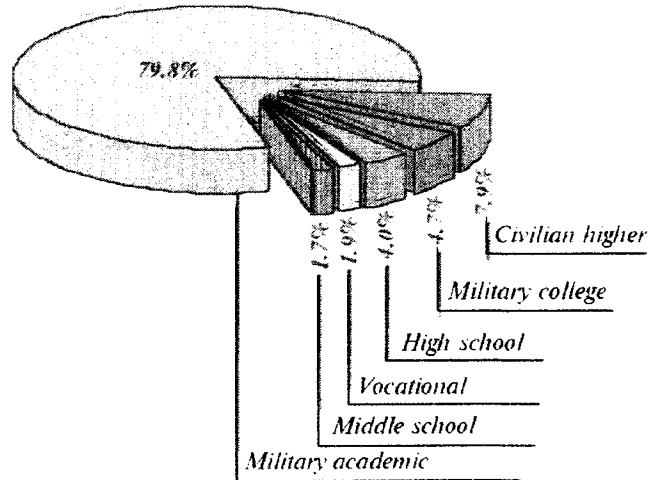 79.8%
1.7%
1.9%
4.0%
4.7%
7.9%
Civilian higher
Military college
High school
Vocational
Middle school
Military academic